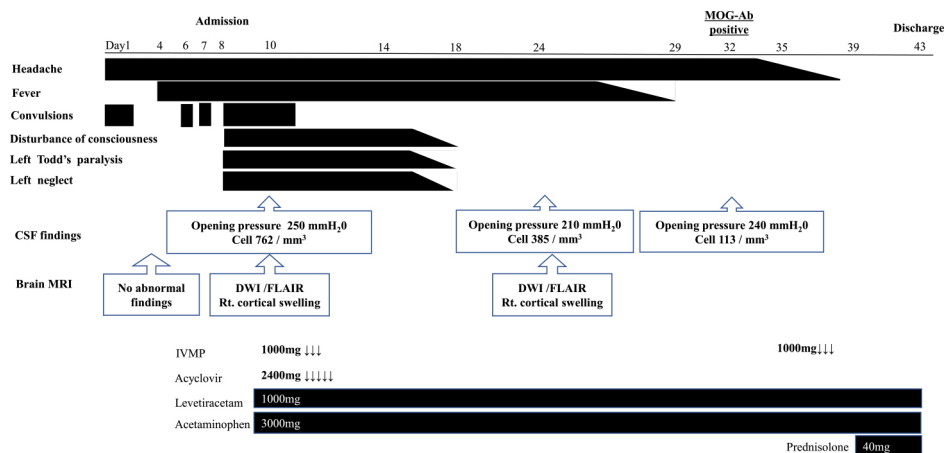 Admission
MOG-Ab
positive
Discharge
Day1 4 6 7 8 10 14 18 24 29 32 35 39 43
Headache
Fever
Convulsions
Disturbance of consciousness
Left Todd's paralysis
Left neglect
CSF findings
Opening pressure 250 mmH₂0
Cell 762 / mm³
Opening pressure 210 mmH₂0
Cell 385 / mm³
Opening pressure 240 mmH₂0
Cell 113 / mm³
Brain MRI
No abnormal
findings
DWI /FLAIR
Rt. cortical swelling
DWI /FLAIR
Rt. cortical swelling
IVMP 1000mg ↓↓↓ 1000mg↓↓↓
Acyclovir 2400mg ↓↓↓↓↓
Levetiracetam 1000mg
Acetaminophen 3000mg
Prednisolone 40mg